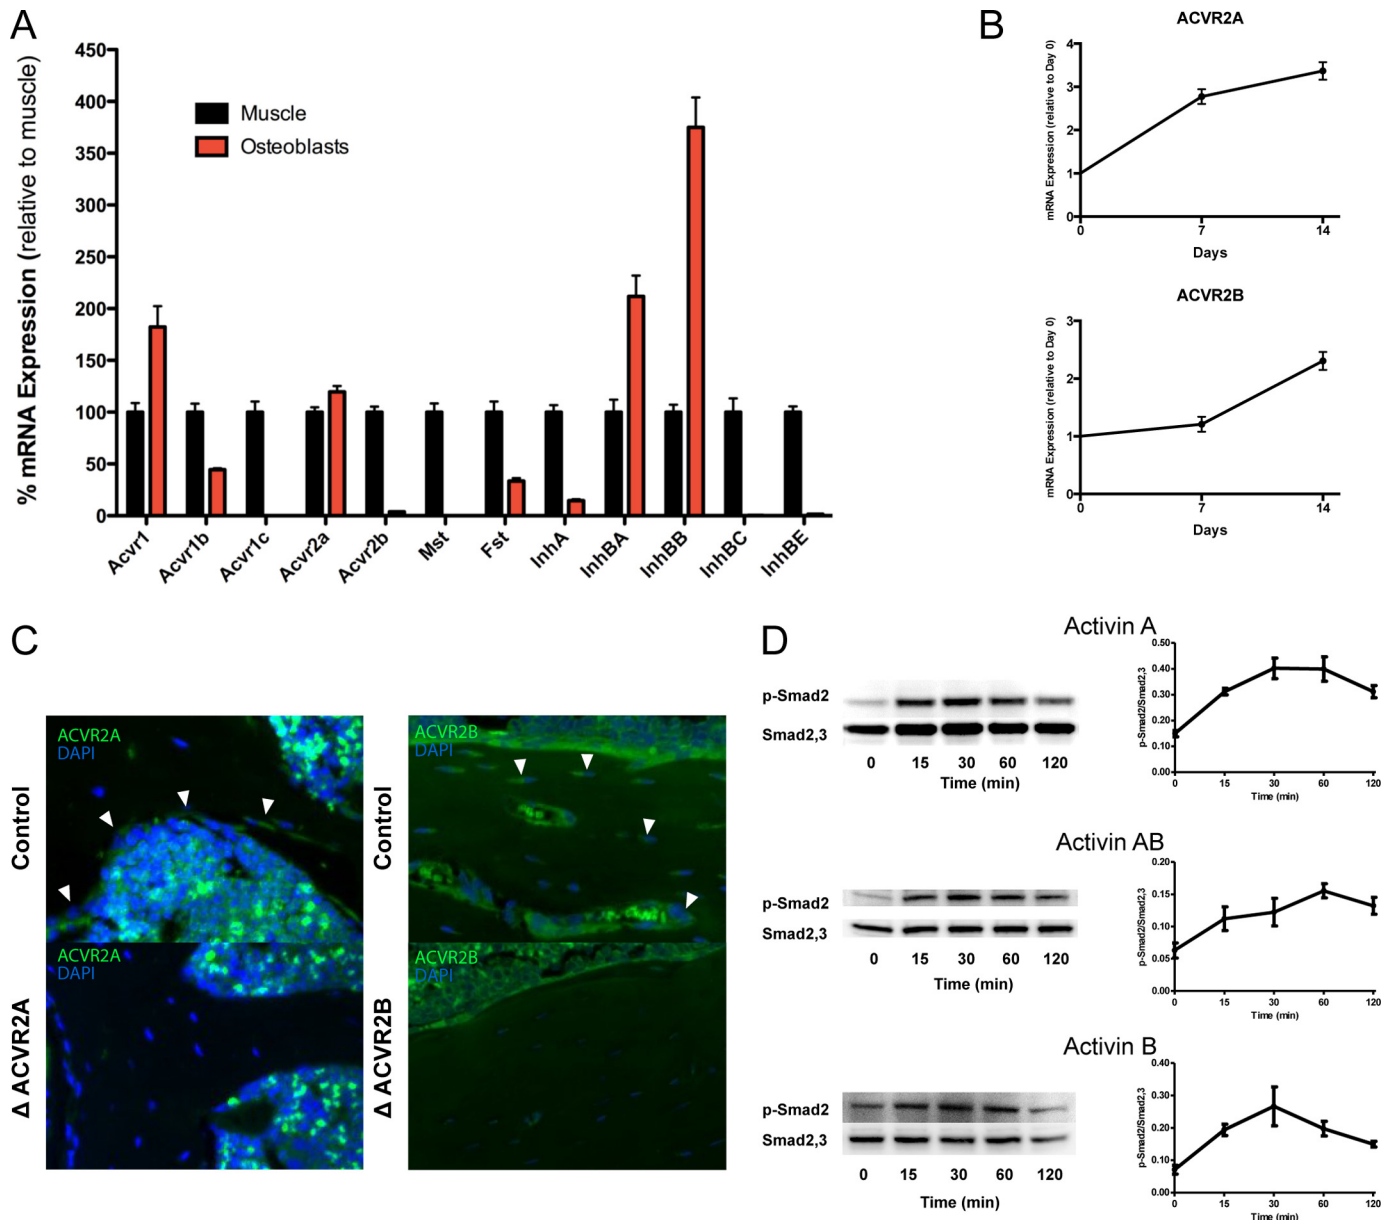 A
% mRNA Expression (relative to muscle)
450
400
350
300
250
200
150
100
50
0
Muscle
Osteoblasts
Acvr1
Acvr1b
Acvr1c
Acvr2a
Acvr2b
Mst
Fst
InhA
InhBA
InhBB
InhBC
InhBE
B
ACVR2A
mRNA Expression (relative to Day 0)
4
3
2
1
0
0 7 14
Days
ACVR2B
mRNA Expression (relative to Day 0)
3
2
1
0
0 7 14
Days
C
Control
ACVR2A
DAPI
Control
ACVR2B
DAPI
Δ ACVR2A
ACVR2A
DAPI
Δ ACVR2B
ACVR2B
DAPI
D
Activin A
p-Smad2
Smad2,3
0 15 30 60 120
Time (min)
p-Smad2/Smad2,3
0.50
0.40
0.30
0.20
0.10
0.00
0 15 30 60 120
Time (min)
Activin AB
p-Smad2
Smad2,3
0 15 30 60 120
Time (min)
p-Smad2/Smad2,3
0.20
0.15
0.10
0.05
0.00
0 15 30 60 120
Time (min)
Activin B
p-Smad2
Smad2,3
0 15 30 60 120
Time (min)
p-Smad2/Smad2,3
0.40
0.30
0.20
0.10
0.00
0 15 30 60 120
Time (min)